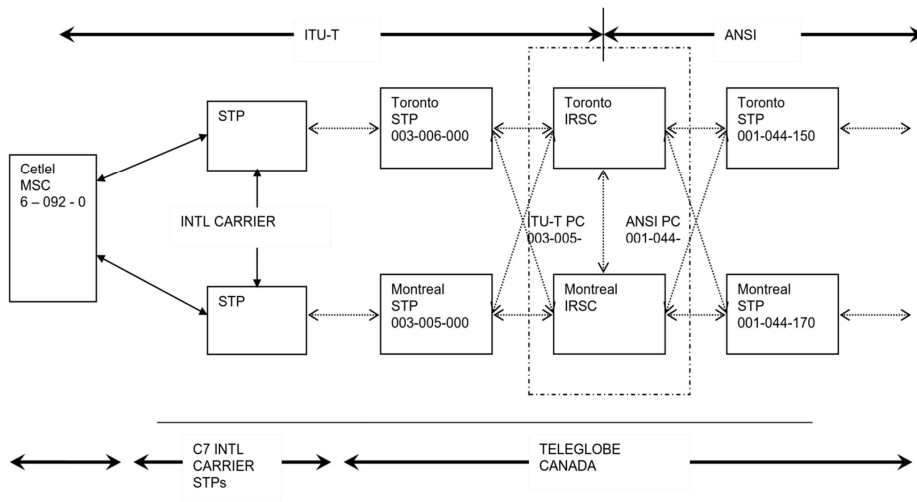 ITU-T
ANSI
STP
Toronto
STP
003-006-000
Toronto
IRSC
Toronto
STP
001-044-150
Cetlel
MSC
6 – 092 - 0
INTL CARRIER
ITU-T PC
003-005-
ANSI PC
001-044-
STP
Montreal
STP
003-005-000
Montreal
IRSC
Montreal
STP
001-044-170
C7 INTL
CARRIER
STPs
TELEGLOBE
CANADA